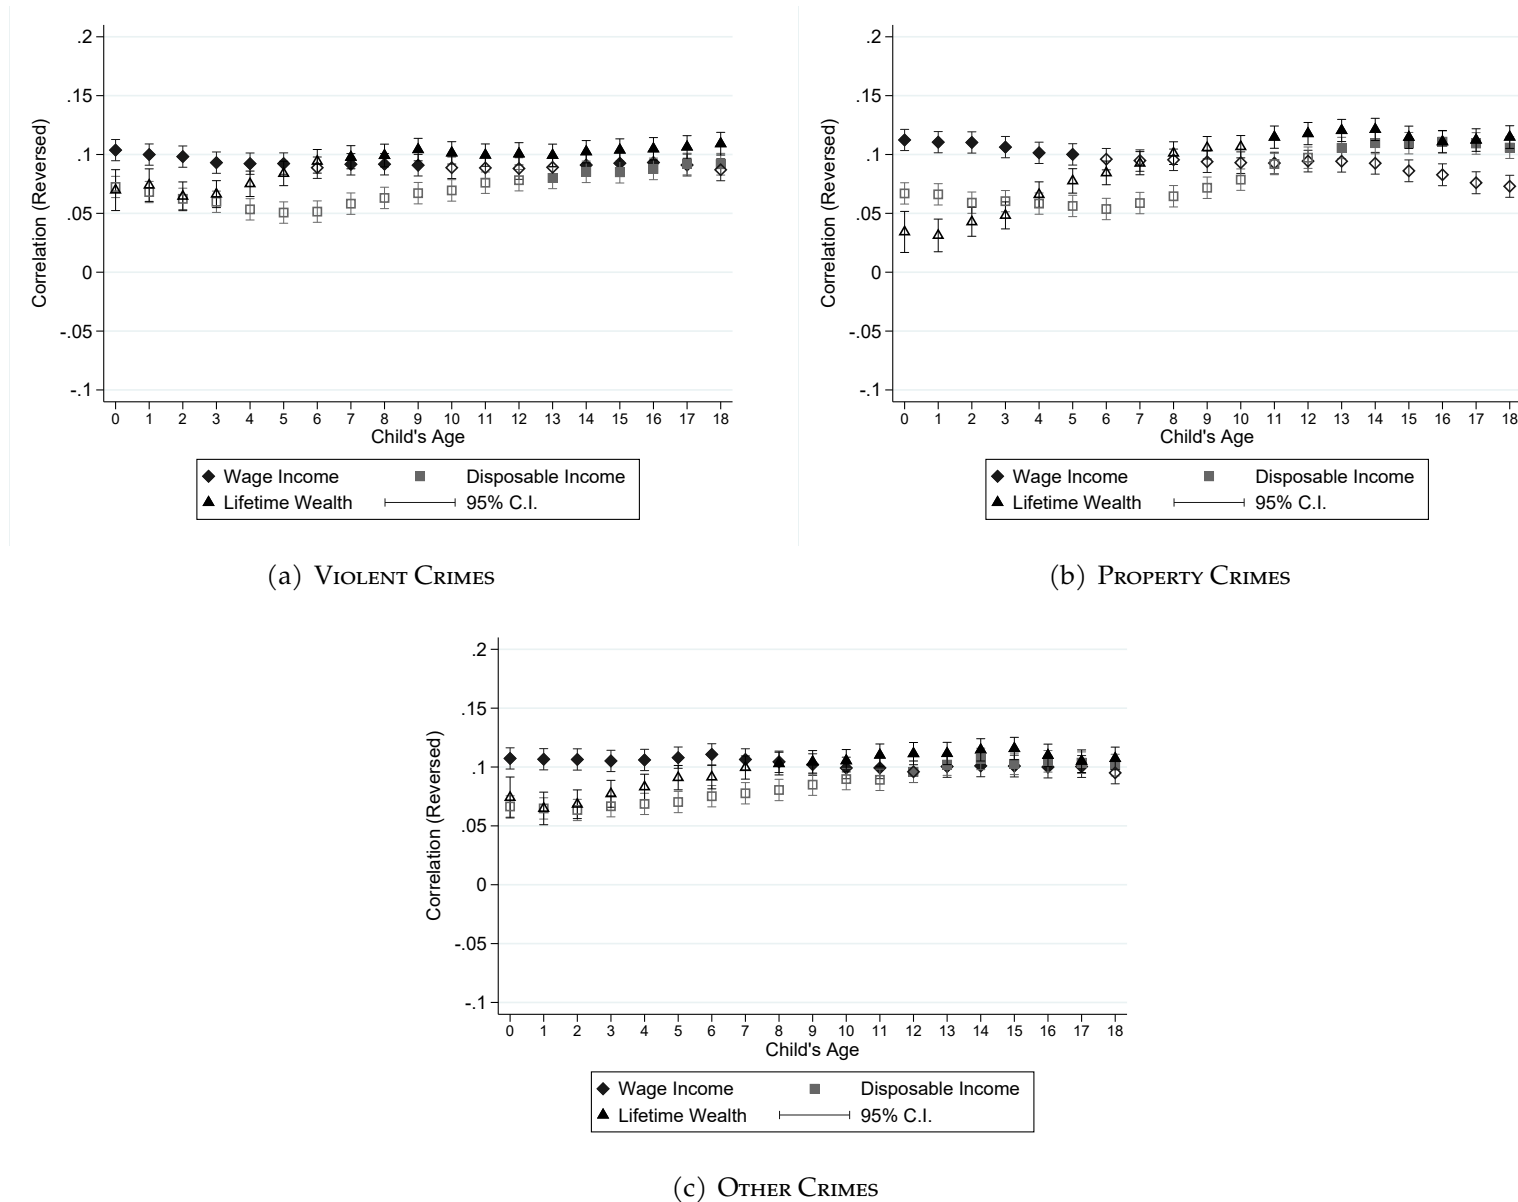 .2
.15
.1
.05
0
-.05
-.1
Correlation (Reversed)
0 1 2 3 4 5 6 7 8 9 10 11 12 13 14 15 16 17 18
Child's Age
Wage Income Disposable Income
Lifetime Wealth 95% C.I.
(a) Violent Crimes
.2
.15
.1
.05
0
-.05
-.1
Correlation (Reversed)
0 1 2 3 4 5 6 7 8 9 10 11 12 13 14 15 16 17 18
Child's Age
Wage Income Disposable Income
Lifetime Wealth 95% C.I.
(b) Property Crimes
.2
.15
.1
.05
0
-.05
-.1
Correlation (Reversed)
0 1 2 3 4 5 6 7 8 9 10 11 12 13 14 15 16 17 18
Child's Age
Wage Income Disposable Income
Lifetime Wealth 95% C.I.
(c) Other Crimes